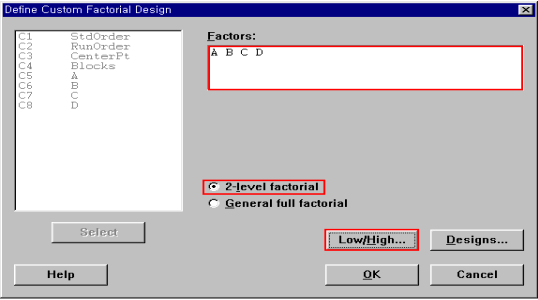 Define Custom Factorial Design
C1 StdOrder
C2 RunOrder
C3 CenterPt
C4 Blocks
C5 A
C6 B
C7 C
C8 D
Factors:
A B C D
2-level factorial
General full factorial
Select
Low/High...
Designs...
Help
OK
Cancel